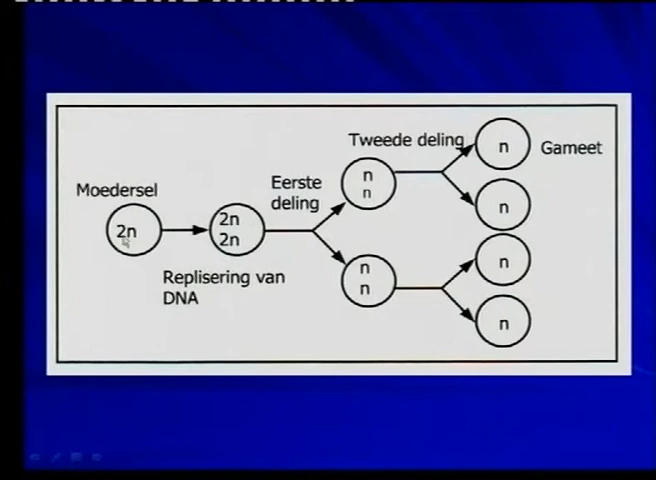 Moedersel
2n
2n
2n
Replisering van
DNA
Eerste
deling
n
n
n
n
Tweede deling
n
n
n
n
Gameet